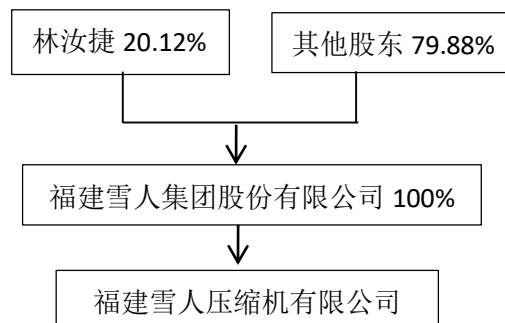 林汝捷 20.12%
其他股东 79.88%
福建雪人集团股份有限公司 100%
福建雪人压缩机有限公司